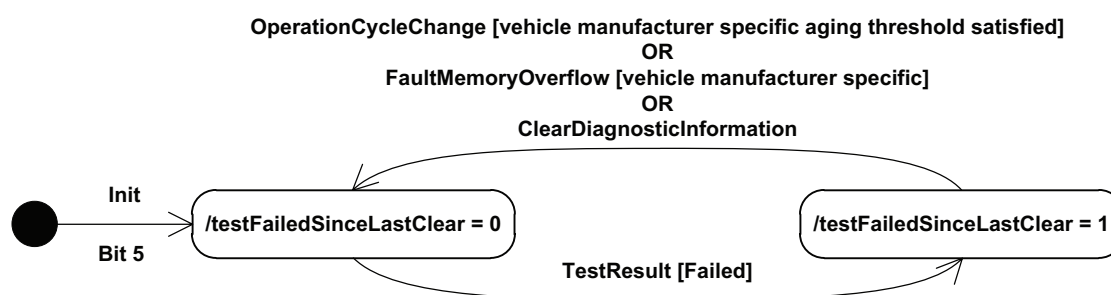 OperationCycleChange [vehicle manufacturer specific aging threshold satisfied]
OR
FaultMemoryOverflow [vehicle manufacturer specific]
OR
ClearDiagnosticInformation
Init
/testFailedSinceLastClear = 0
/testFailedSinceLastClear = 1
Bit 5
TestResult [Failed]